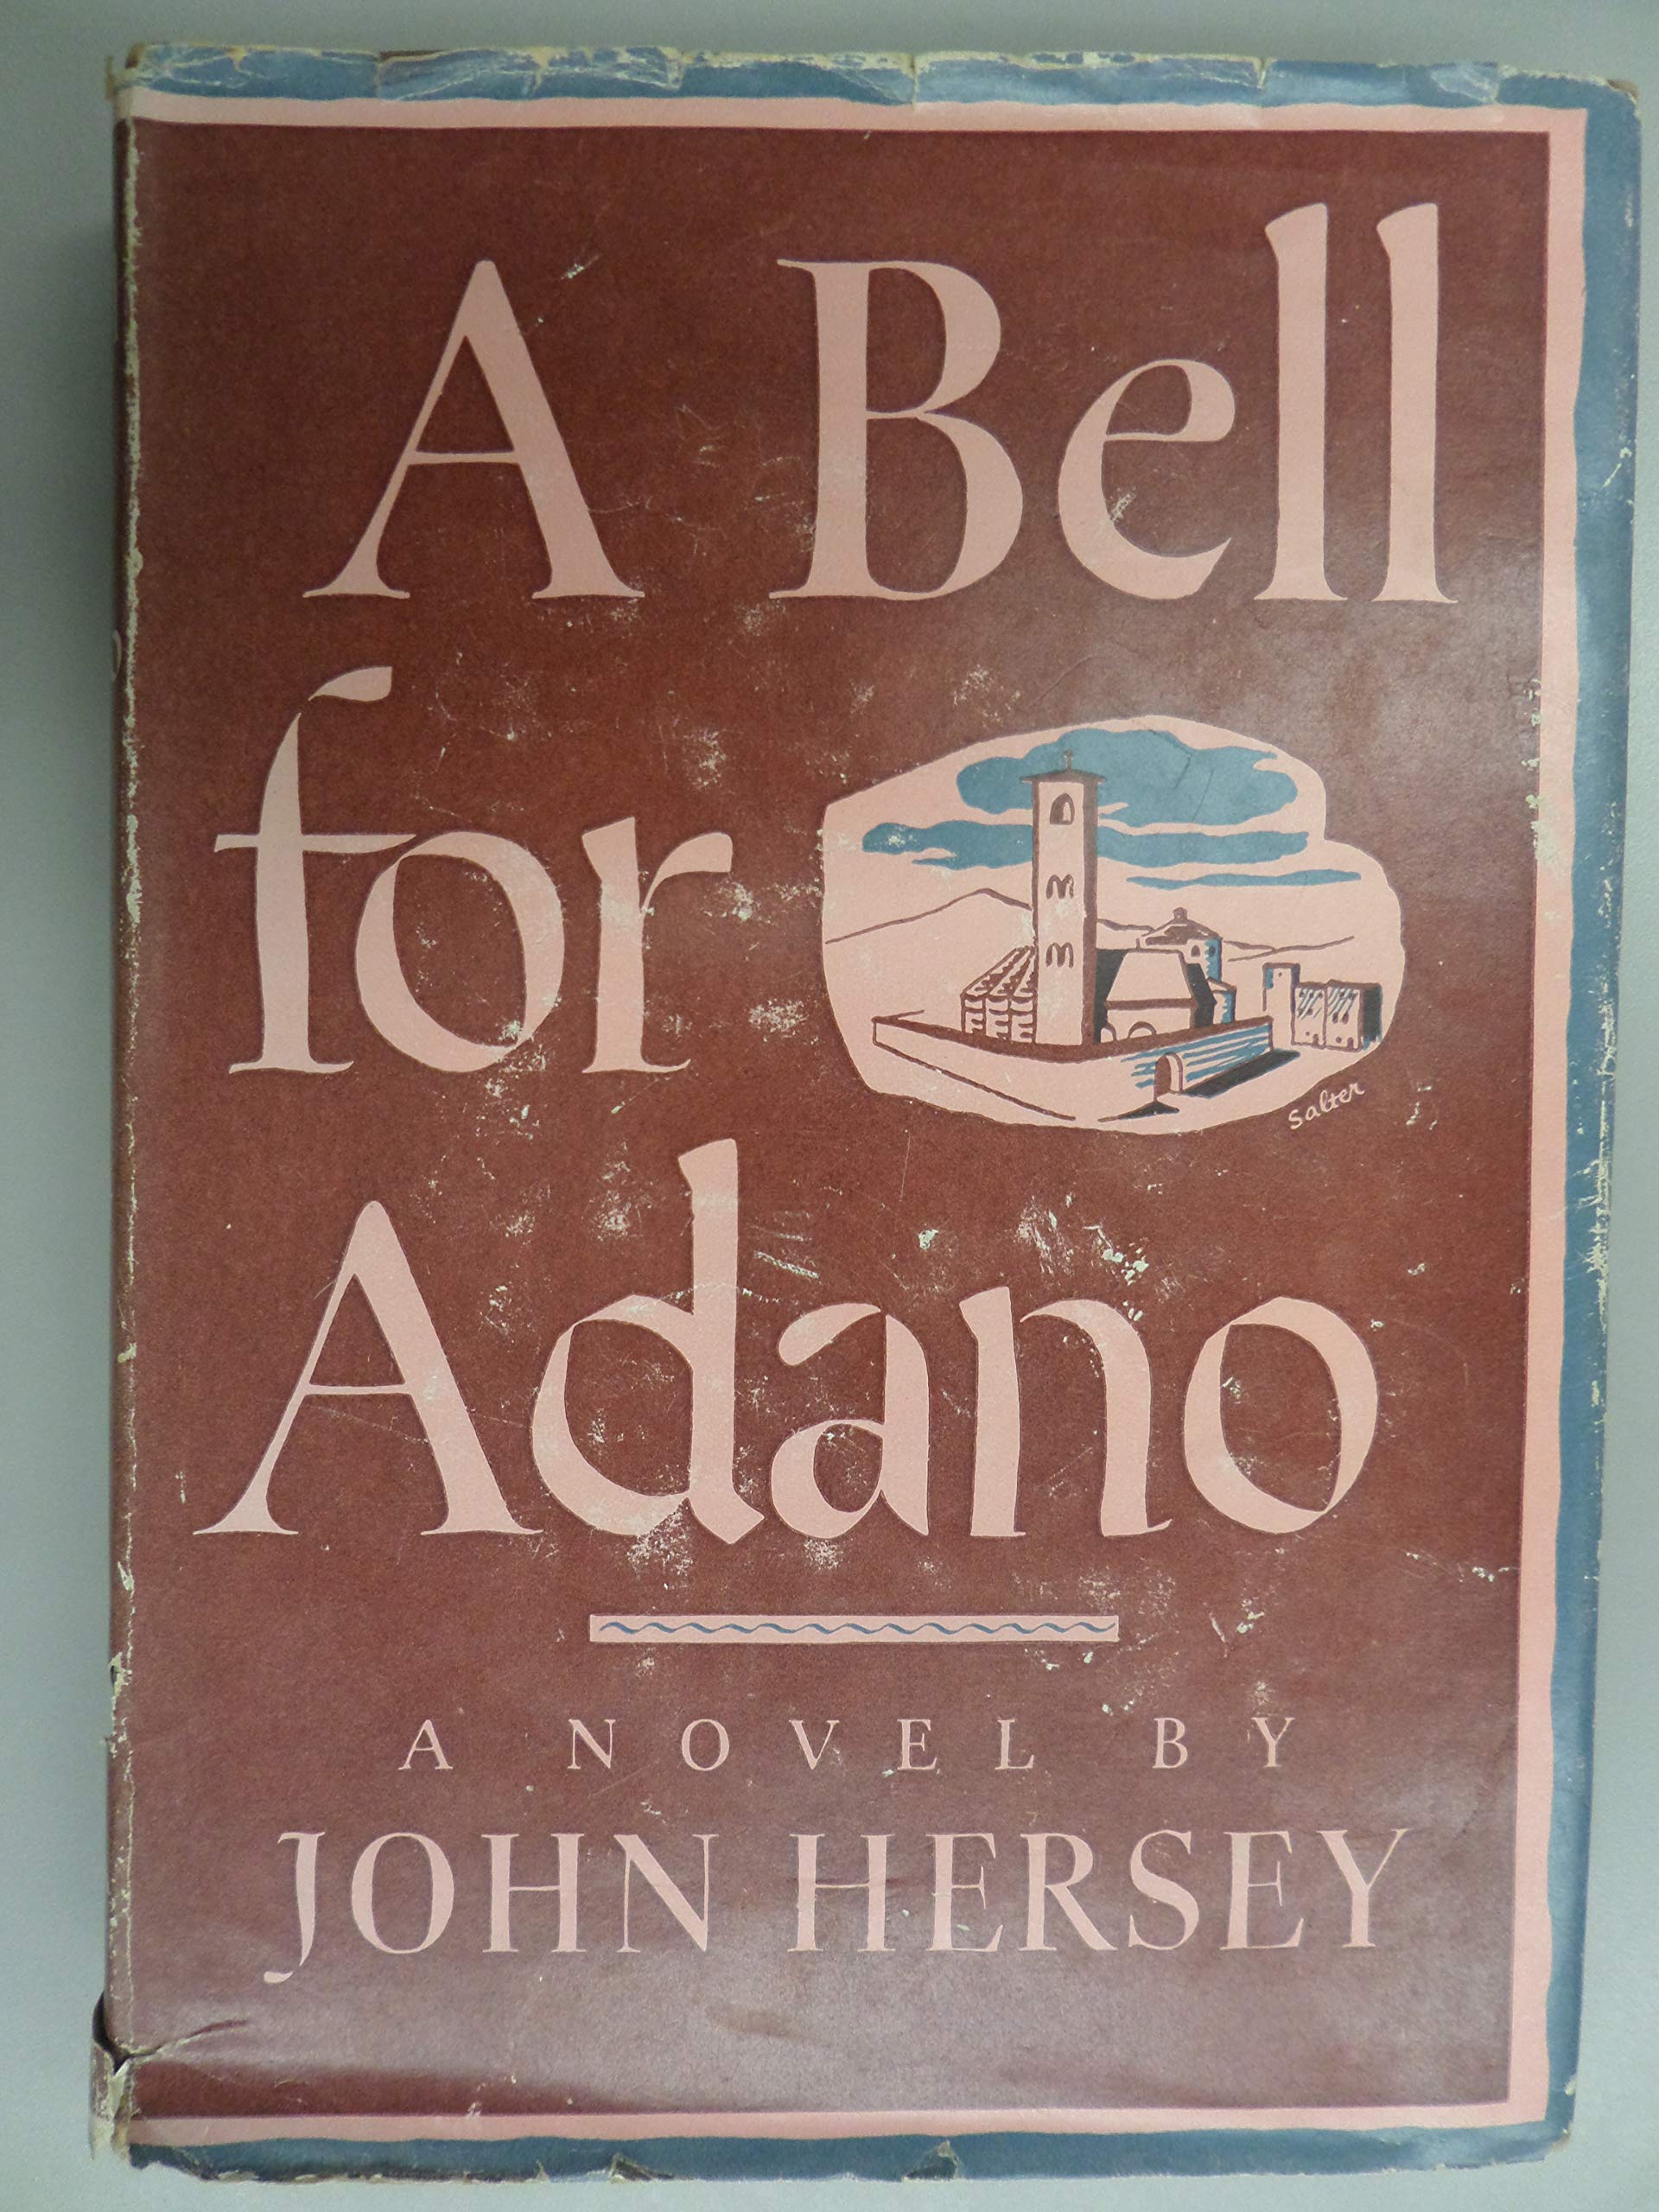 A Bell
for
Salter
Adano
A NOVEL BY
JOHN HERSEY